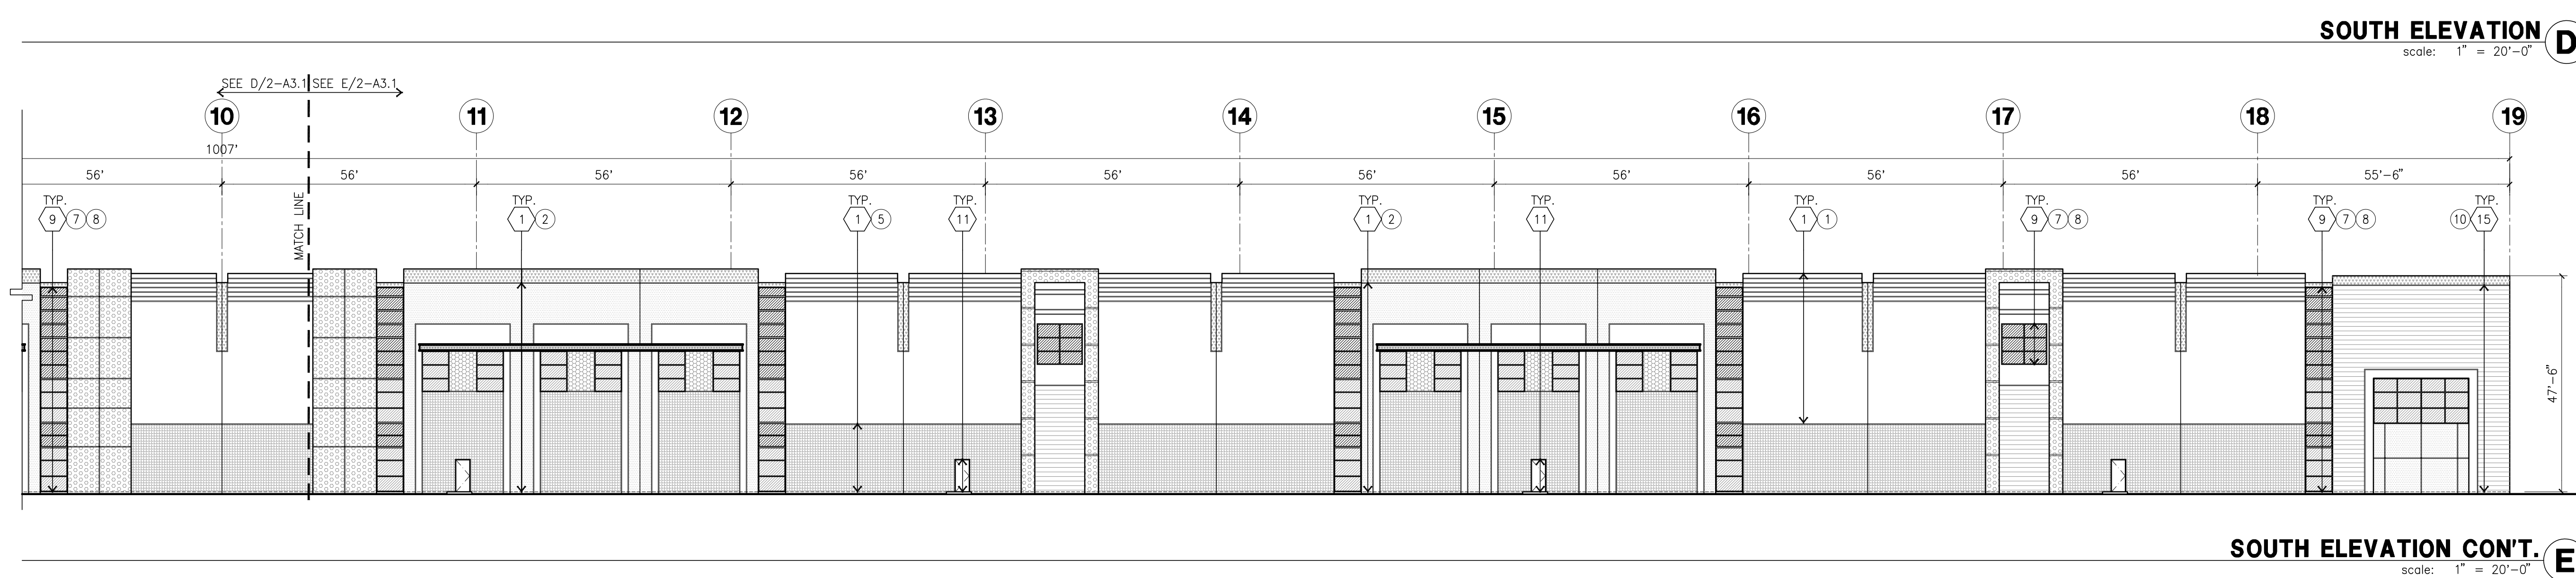 SOUTH ELEVATION D
scale: 1" = 20'-0"
SEE D/2-A3.1 SEE E/2-A3.1
10 11 12 13 14 15 16 17 18 19
1007'
56' 56' 56' 56' 56' 56' 56' 56' 56' 55'-6"
MATCH LINE
TYP. TYP. TYP. TYP. TYP. TYP. TYP. TYP. TYP. TYP.
9 7 8 1 2 1 5 11 1 2 11 1 1 9 7 8 9 7 8 10 15
47'-6"
SOUTH ELEVATION CON'T. E
scale: 1" = 20'-0"